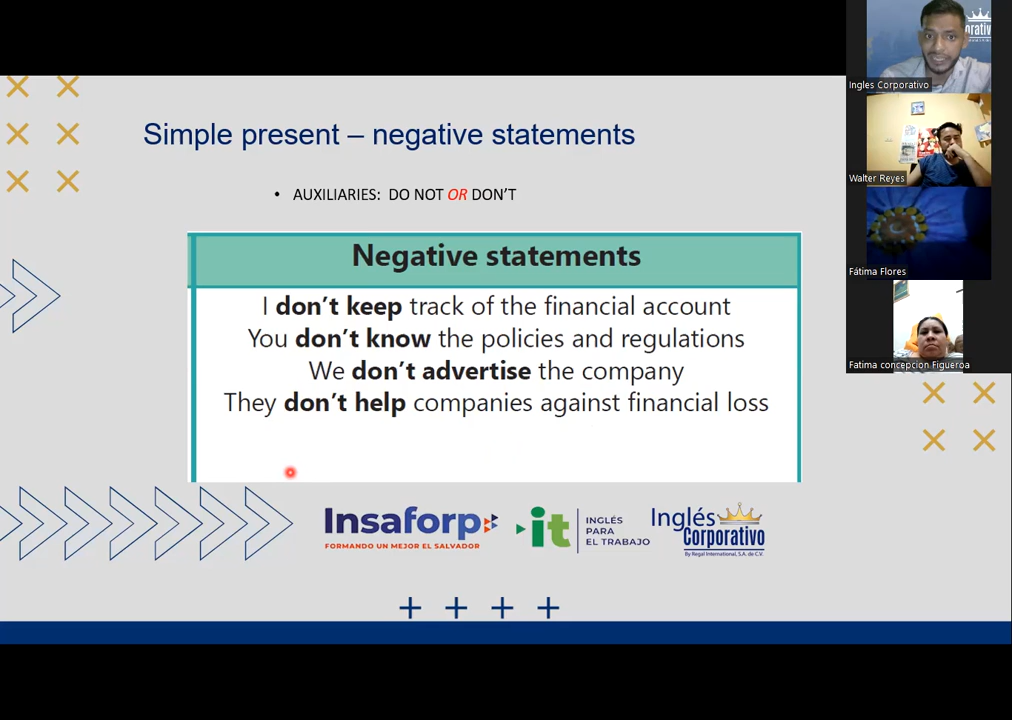 Simple present – negative statements
• AUXILIARIES: DO NOT OR DON'T
Negative statements
I don't keep track of the financial account
You don't know the policies and regulations
We don't advertise the company
They don't help companies against financial loss
Insaforp
FORMANDO UN MEJOR EL SALVADOR
it
INGLÉS
PARA
EL TRABAJO
Inglés
Corporativo
By Regal International, S.A. de C.V.
orativo
Ingles Corporativo
Walter Reyes
Fátima Flores
Fatima concepcion Figueroa